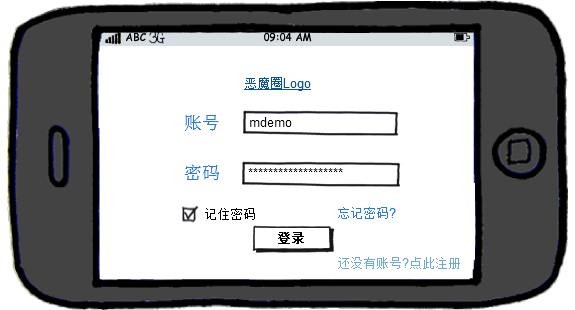 ABC 3G 09:04 AM
恶魔圈Logo
账号 mdemo
密码 *******************
记住密码 忘记密码?
登录
还没有账号?点此注册